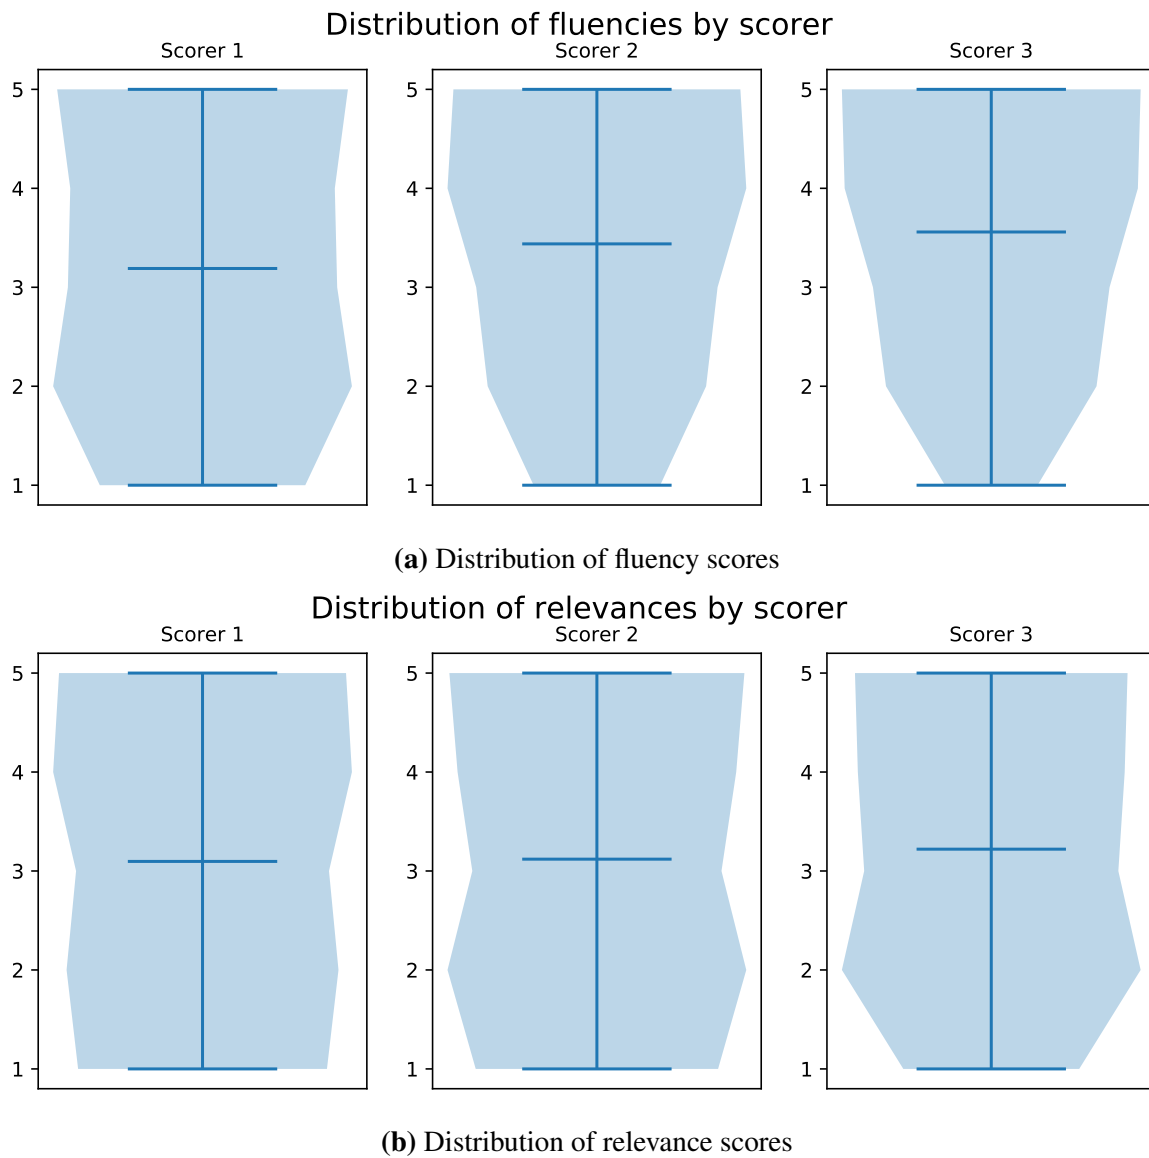 Distribution of fluencies by scorer
Scorer 1 Scorer 2 Scorer 3
5 5 5
4 4 4
3 3 3
2 2 2
1 1 1
(a) Distribution of fluency scores
Distribution of relevances by scorer
Scorer 1 Scorer 2 Scorer 3
5 5 5
4 4 4
3 3 3
2 2 2
1 1 1
(b) Distribution of relevance scores